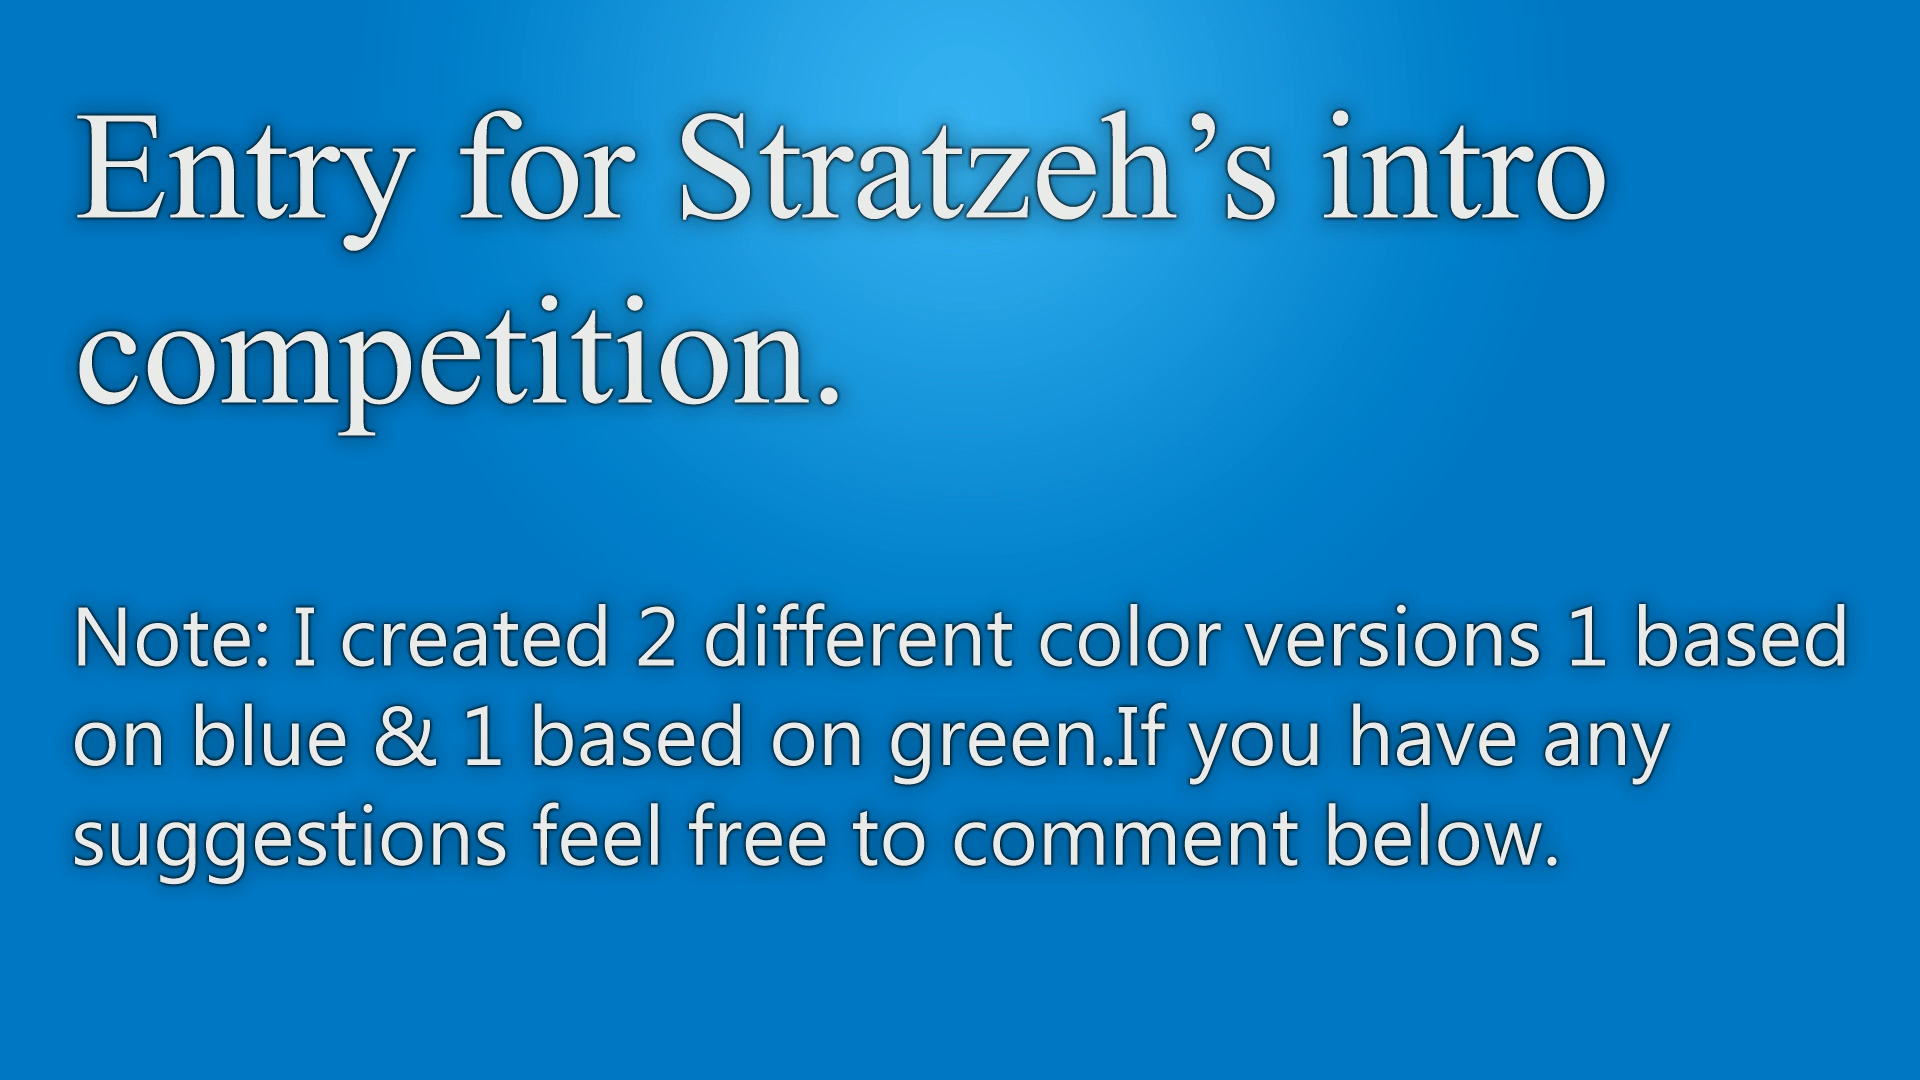 Entry for Stratzeh’s intro
competition.
Note: I created 2 different color versions 1 based
on blue & 1 based on green.If you have any
suggestions feel free to comment below.